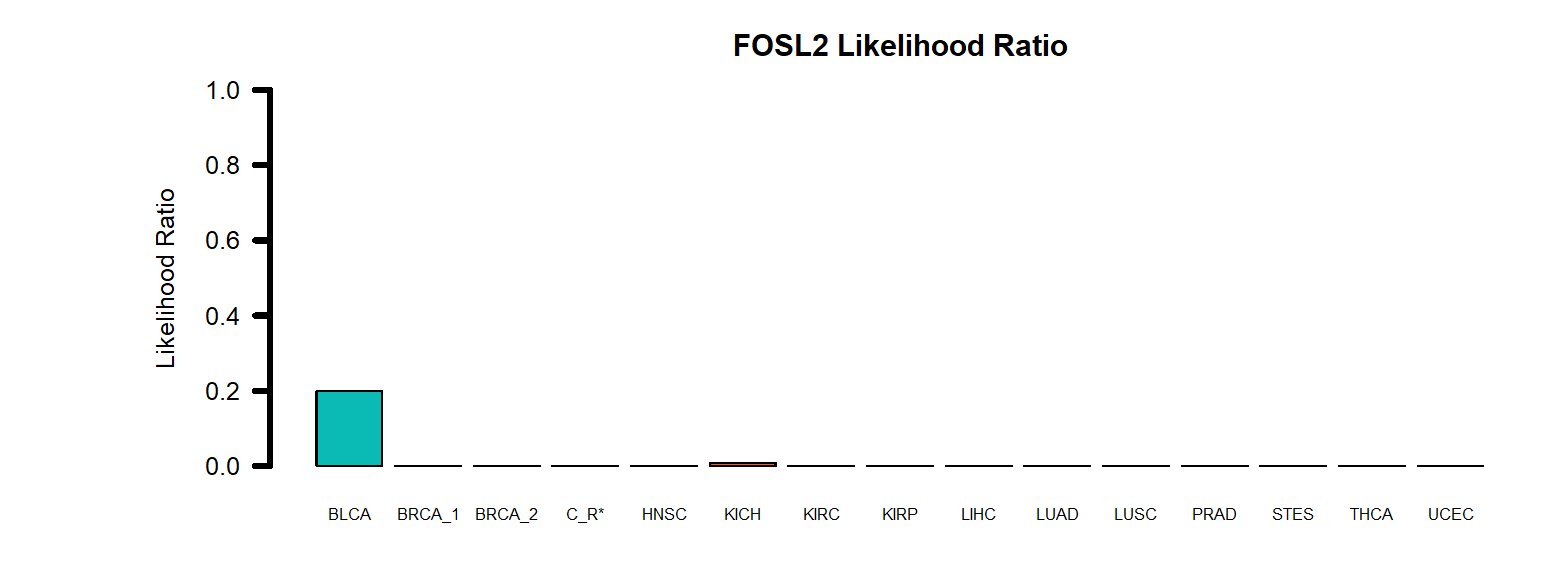 FOSL2 Likelihood Ratio
Likelihood Ratio
1.0
0.8
0.6
0.4
0.2
0.0
BLCA BRCA_1 BRCA_2 C_R* HNSC KICH KIRC KIRP LIHC LUAD LUSC PRAD STES THCA UCEC